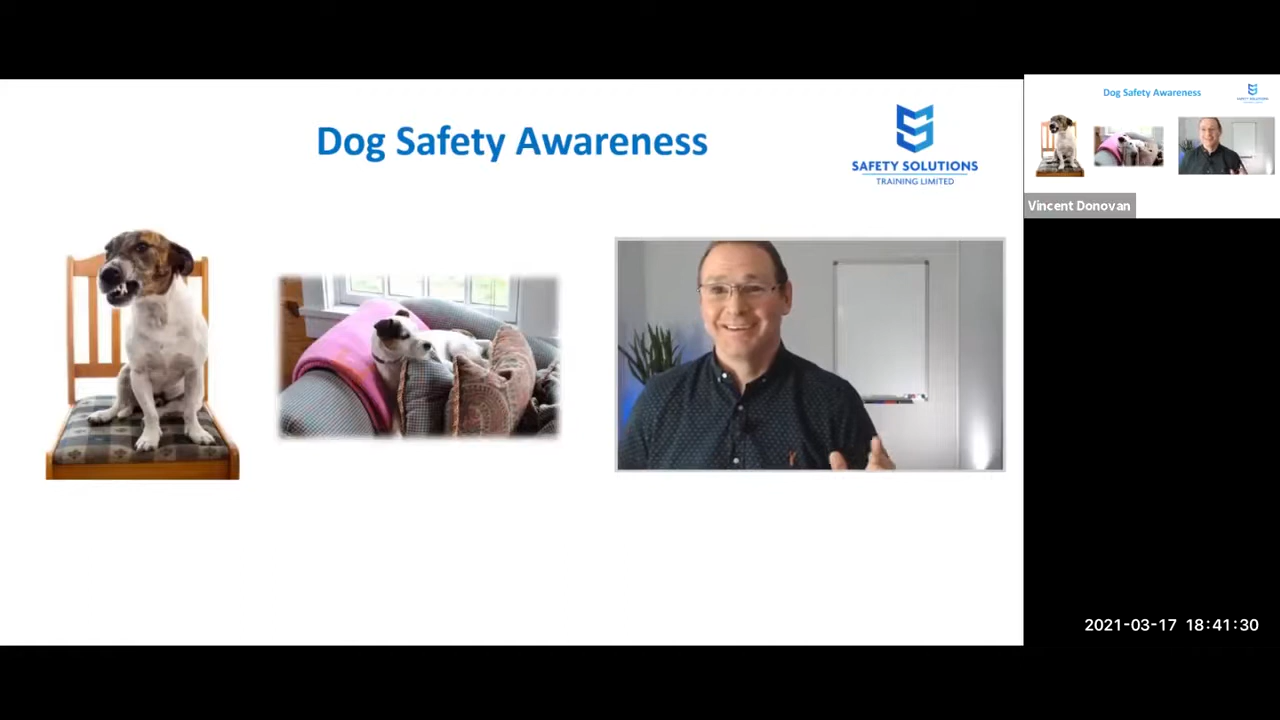 Dog Safety Awareness
SAFETY SOLUTIONS
TRAINING LIMITED
Dog Safety Awareness
Vincent Donovan
2021-03-17 18:41:30